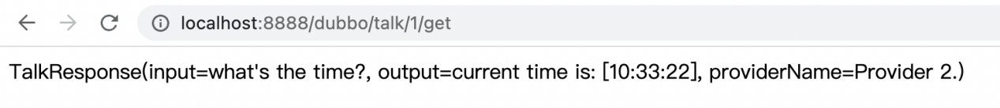 localhost:8888/dubbo/talk/1/get
TalkResponse(input=what's the time?, output=current time is: [10:33:22], providerName=Provider 2.)